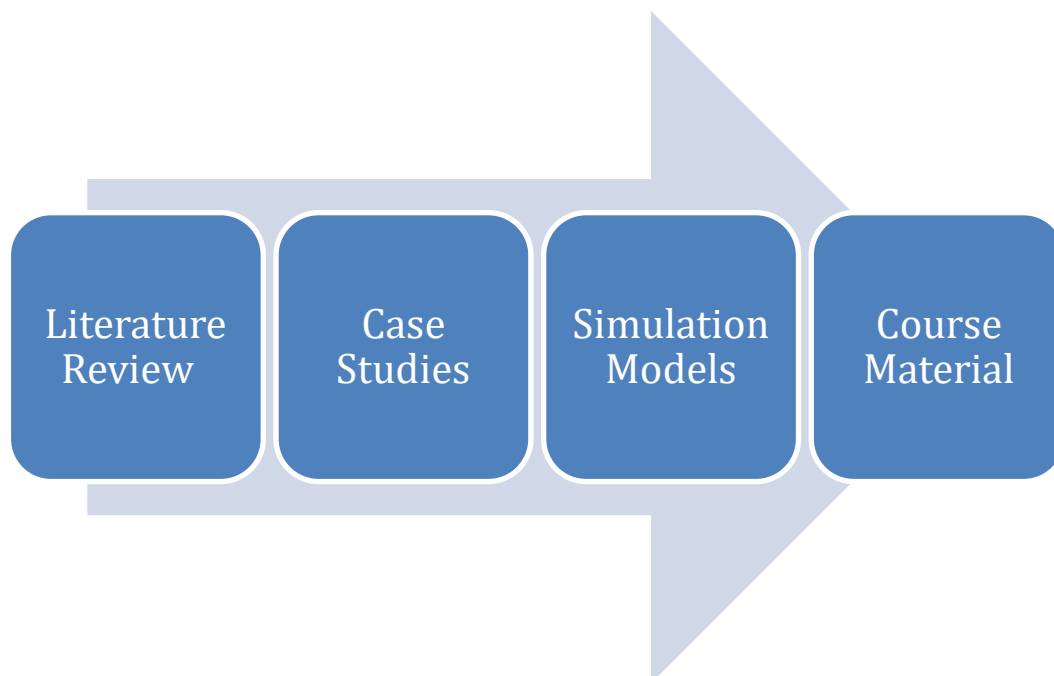 Literature
Review
Case
Studies
Simulation
Models
Course
Material